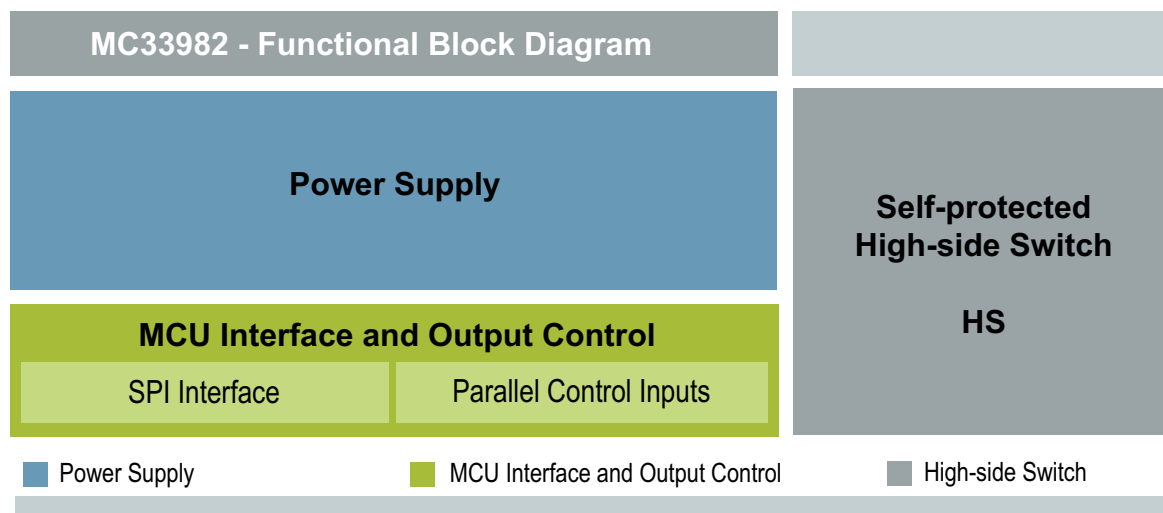 MC33982 - Functional Block Diagram
Power Supply
MCU Interface and Output Control
SPI Interface
Parallel Control Inputs
Self-protected
High-side Switch
HS
Power Supply
MCU Interface and Output Control
High-side Switch